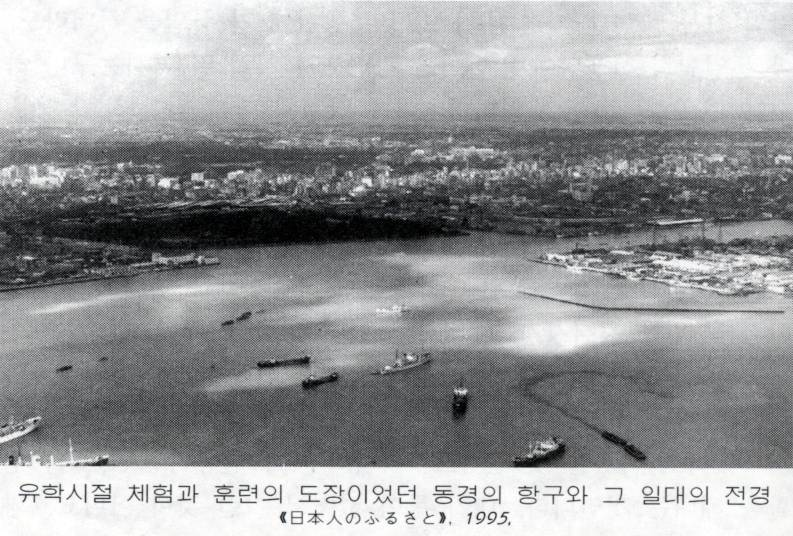 유학시절 체험과 훈련의 도장이었던 동경의 항구와 그 일대의 전경
《日本人のふるさと》, 1995,